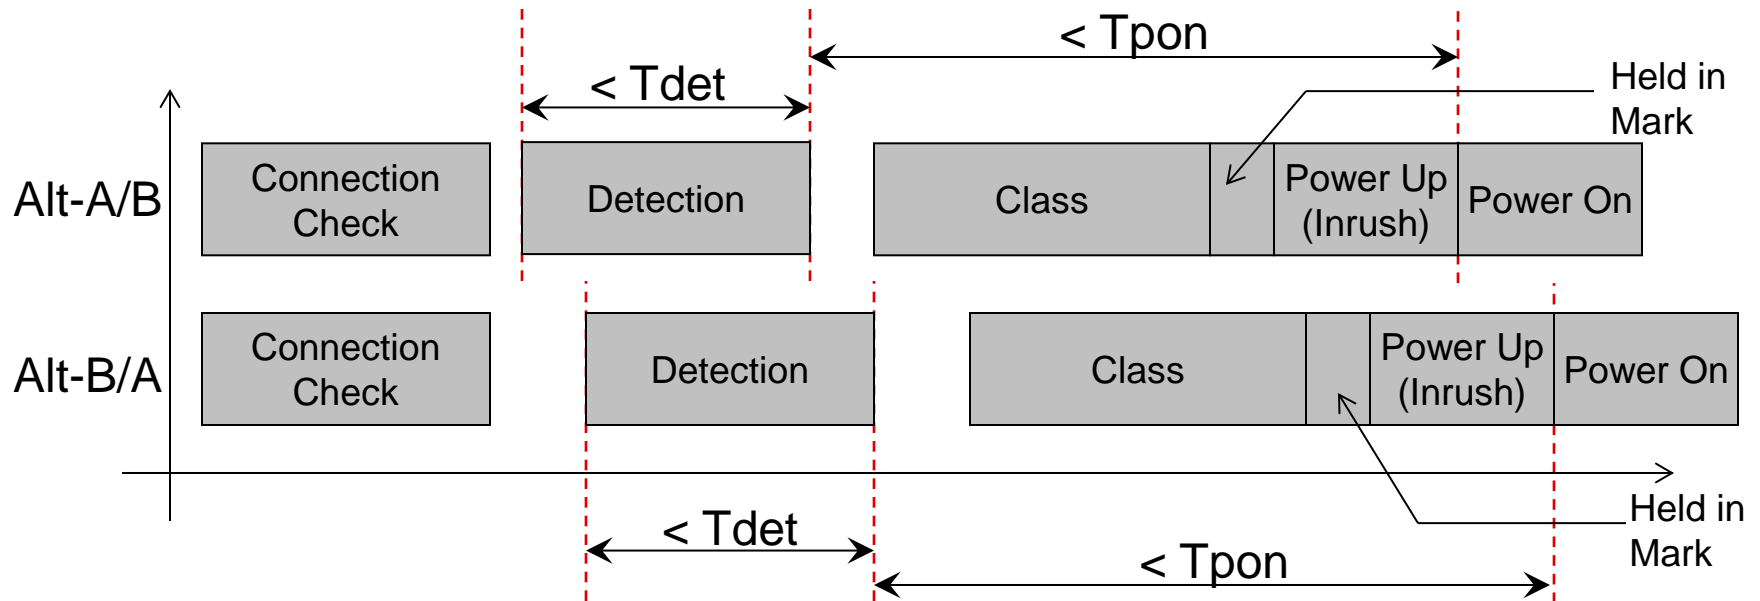 < Tpon
< Tdet
Held in
Mark
Alt-A/B
Connection
Check
Detection
Class
Power Up
(Inrush)
Power On
Alt-B/A
Connection
Check
Detection
Class
Power Up
(Inrush)
Power On
< Tdet
< Tpon
Held in
Mark